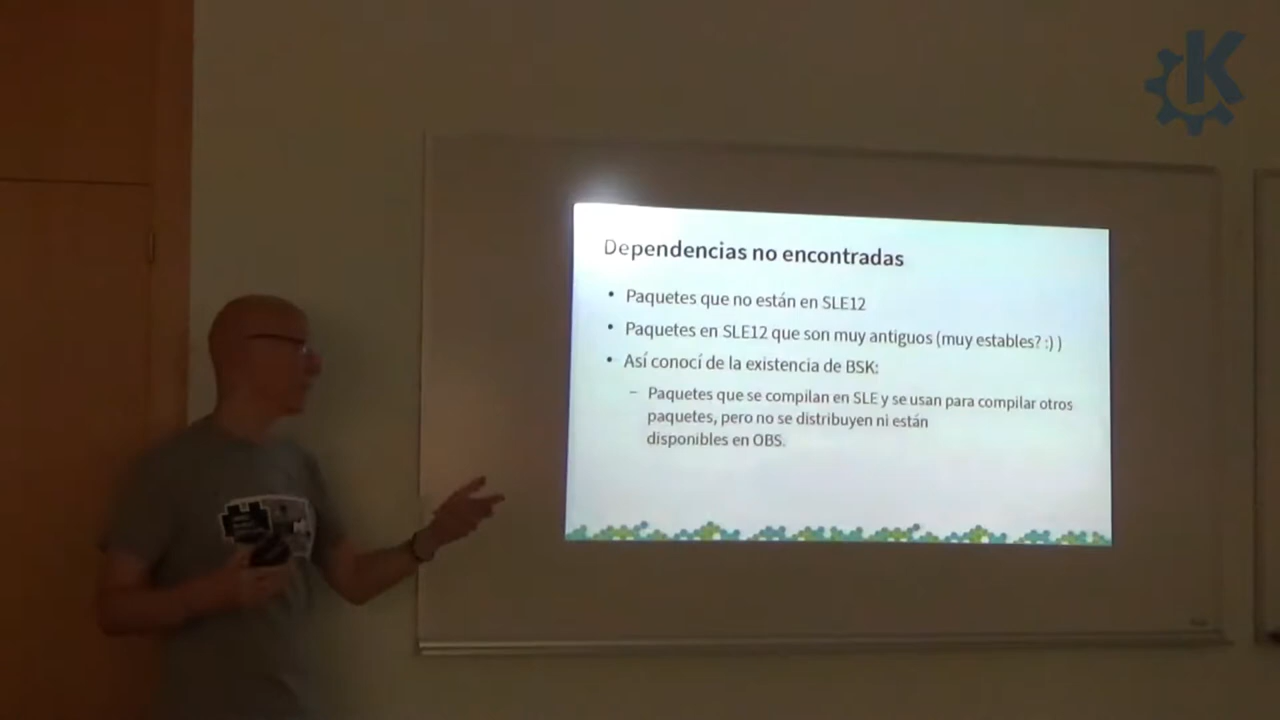 Dependencias no encontradas
• Paquetes que no están en SLE12
• Paquetes en SLE12 que son muy antiguos (muy estables? :) )
• Así conocí de la existencia de BSK:
– Paquetes que se compilan en SLE y se usan para compilar otros
paquetes, pero no se distribuyen ni están
disponibles en OBS.
K